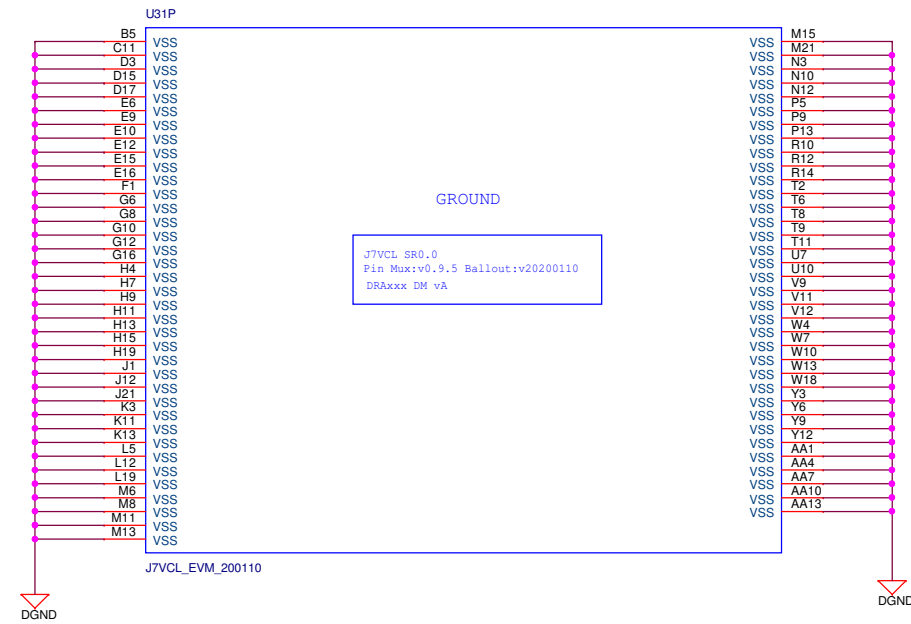 U31P
B5 VSS
C11 VSS
D3 VSS
D15 VSS
D17 VSS
E6 VSS
E9 VSS
E10 VSS
E12 VSS
E15 VSS
E16 VSS
F1 VSS
G6 VSS
G8 VSS
G10 VSS
G12 VSS
G16 VSS
H4 VSS
H7 VSS
H9 VSS
H11 VSS
H13 VSS
H15 VSS
H19 VSS
J1 VSS
J12 VSS
J21 VSS
K3 VSS
K11 VSS
K13 VSS
L5 VSS
L12 VSS
L19 VSS
M6 VSS
M8 VSS
M11 VSS
M13 VSS
GROUND
J7VCL SR0.0
Pin Mux:v0.9.5 Ballout:v20200110
DRAxxx DM vA
VSS M15
VSS M21
VSS N3
VSS N10
VSS N12
VSS P5
VSS P9
VSS P13
VSS R10
VSS R12
VSS R14
VSS T2
VSS T6
VSS T8
VSS T9
VSS T11
VSS U7
VSS U10
VSS V9
VSS V11
VSS V12
VSS W4
VSS W7
VSS W10
VSS W13
VSS W18
VSS Y3
VSS Y6
VSS Y9
VSS Y12
VSS AA1
VSS AA4
VSS AA7
VSS AA10
VSS AA13
J7VCL_EVM_200110
DGND
DGND